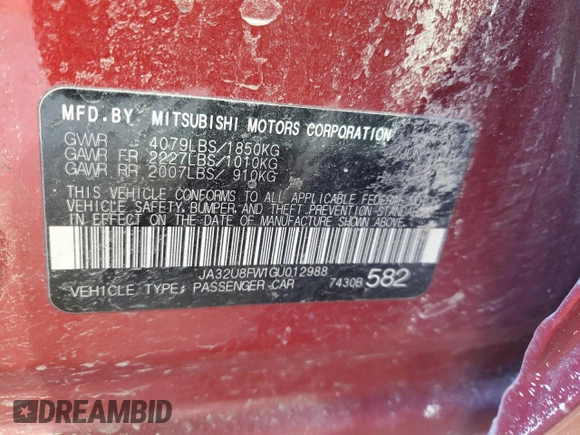 MFD.BY MITSUBISHI MOTORS CORPORATION
GVWR : 4079LBS/1850KG
GAWR FR 2227LBS/1010KG
GAWR RR 2007LBS/ 910KG
THIS VEHICLE CONFORMS TO ALL APPLICABLE FEDERAL MOTOR
VEHICLE SAFETY, BUMPER, AND THEFT PREVENTION STANDARDS
IN EFFECT ON THE DATE OF MANUFACTURE SHOWN ABOVE.
JA32U8FW1GU012988
VEHICLE TYPE: PASSENGER CAR 7430B 582
DREAMBID